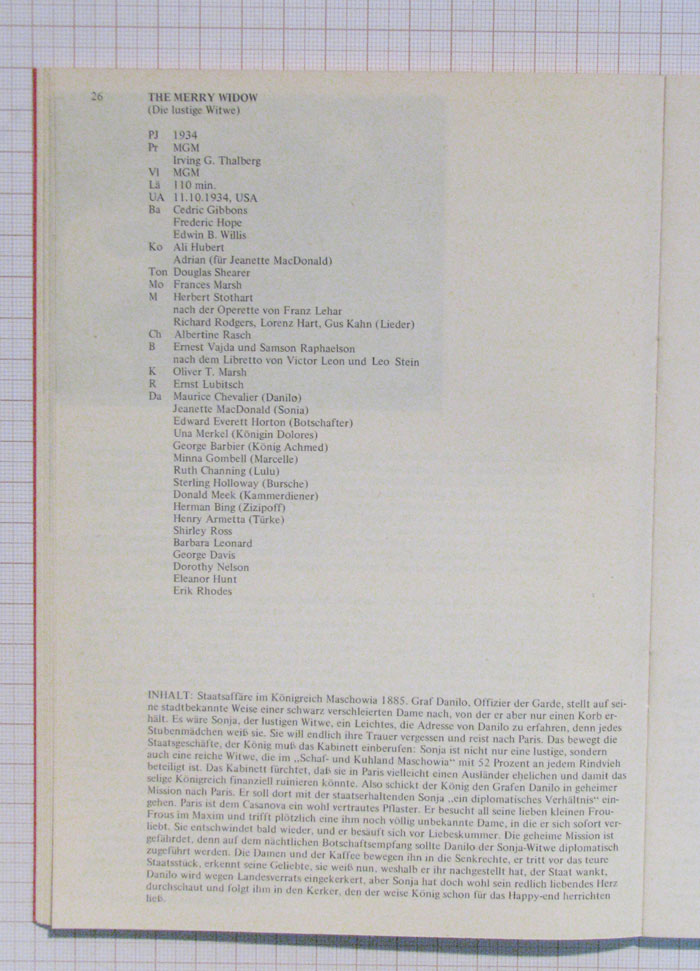 26
THE MERRY WIDOW
(Die lustige Witwe)
PJ 1934
Pr MGM
Irving G. Thalberg
Vl MGM
Lä 110 min.
UA 11.10.1934, USA
Ba Cedric Gibbons
Frederic Hope
Edwin B. Willis
Ko Ali Hubert
Adrian (für Jeanette MacDonald)
Ton Douglas Shearer
Mo Frances Marsh
M Herbert Stothart
nach der Operette von Franz Lehar
Richard Rodgers, Lorenz Hart, Gus Kahn (Lieder)
Ch Albertine Rasch
B Ernest Vajda und Samson Raphaelson
nach dem Libretto von Victor Leon und Leo Stein
K Oliver T. Marsh
R Ernst Lubitsch
Da Maurice Chevalier (Danilo)
Jeanette MacDonald (Sonia)
Edward Everett Horton (Botschafter)
Una Merkel (Königin Dolores)
George Barbier (König Achmed)
Minna Gombell (Marcelle)
Ruth Channing (Lulu)
Sterling Holloway (Bursche)
Donald Meek (Kammerdiener)
Herman Bing (Zizipoff)
Henry Armetta (Türke)
Shirley Ross
Barbara Leonard
George Davis
Dorothy Nelson
Eleanor Hunt
Erik Rhodes
INHALT: Staatsaffäre im Königreich Maschowia 1885. Graf Danilo, Offizier der Garde, stellt auf sei-
ne stadtbekannte Weise einer schwarz verschleierten Dame nach, von der er aber nur einen Korb er-
hält. Es wäre Sonja, der lustigen Witwe, ein Leichtes, die Adresse von Danilo zu erfahren, denn jedes
Stubenmädchen weiß sie. Sie will endlich ihre Trauer vergessen und reist nach Paris. Das bewegt die
Staatsgeschäfte, der König muß das Kabinett einberufen: Sonja ist nicht nur eine lustige, sondern
auch eine reiche Witwe, die im „Schaf- und Kuhland Maschowia“ mit 52 Prozent an jedem Rindvieh
beteiligt ist. Das Kabinett fürchtet, daß sie in Paris vielleicht einen Ausländer ehelichen und damit das
selige Königreich finanziell ruinieren könnte. Also schickt der König den Grafen Danilo in geheimer
Mission nach Paris. Er soll dort mit der staatserhaltenden Sonja „ein diplomatisches Verhältnis“ ein-
gehen. Paris ist dem Casanova ein wohl vertrautes Pflaster. Er besucht all seine lieben kleinen Frou-
Frous im Maxim und trifft plötzlich eine ihm noch völlig unbekannte Dame, in die er sich sofort ver-
liebt. Sie entschwindet bald wieder, und er besäuft sich vor Liebeskummer. Die geheime Mission ist
gefährdet, denn auf dem nächtlichen Botschaftsempfang sollte Danilo der Sonja-Witwe diplomatisch
zugeführt werden. Die Damen und der Kaffee bewegen ihn in die Senkrechte, er tritt vor das teure
Staatsstück, erkennt seine Geliebte, sie weiß nun, weshalb er ihr nachgestellt hat, der Staat wankt,
Danilo wird wegen Landesverrats eingekerkert, aber Sonja hat doch wohl sein redlich liebendes Herz
durchschaut und folgt ihm in den Kerker, den der weise König schon für das Happy-end herrichten
ließ.